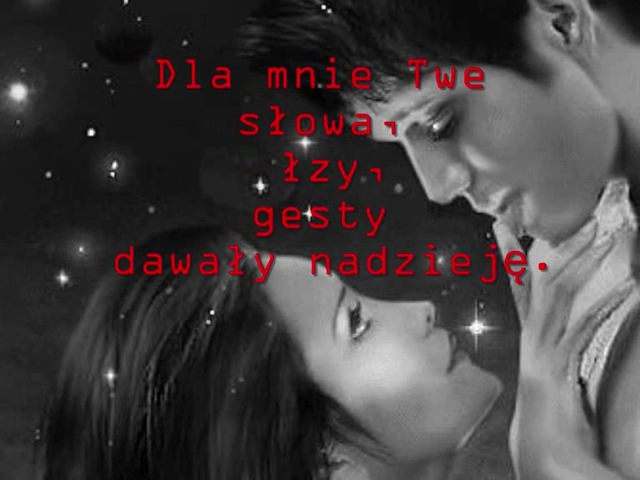 Dla mnie Twe
słowa,
łzy,
gesty
dawały nadzieję.